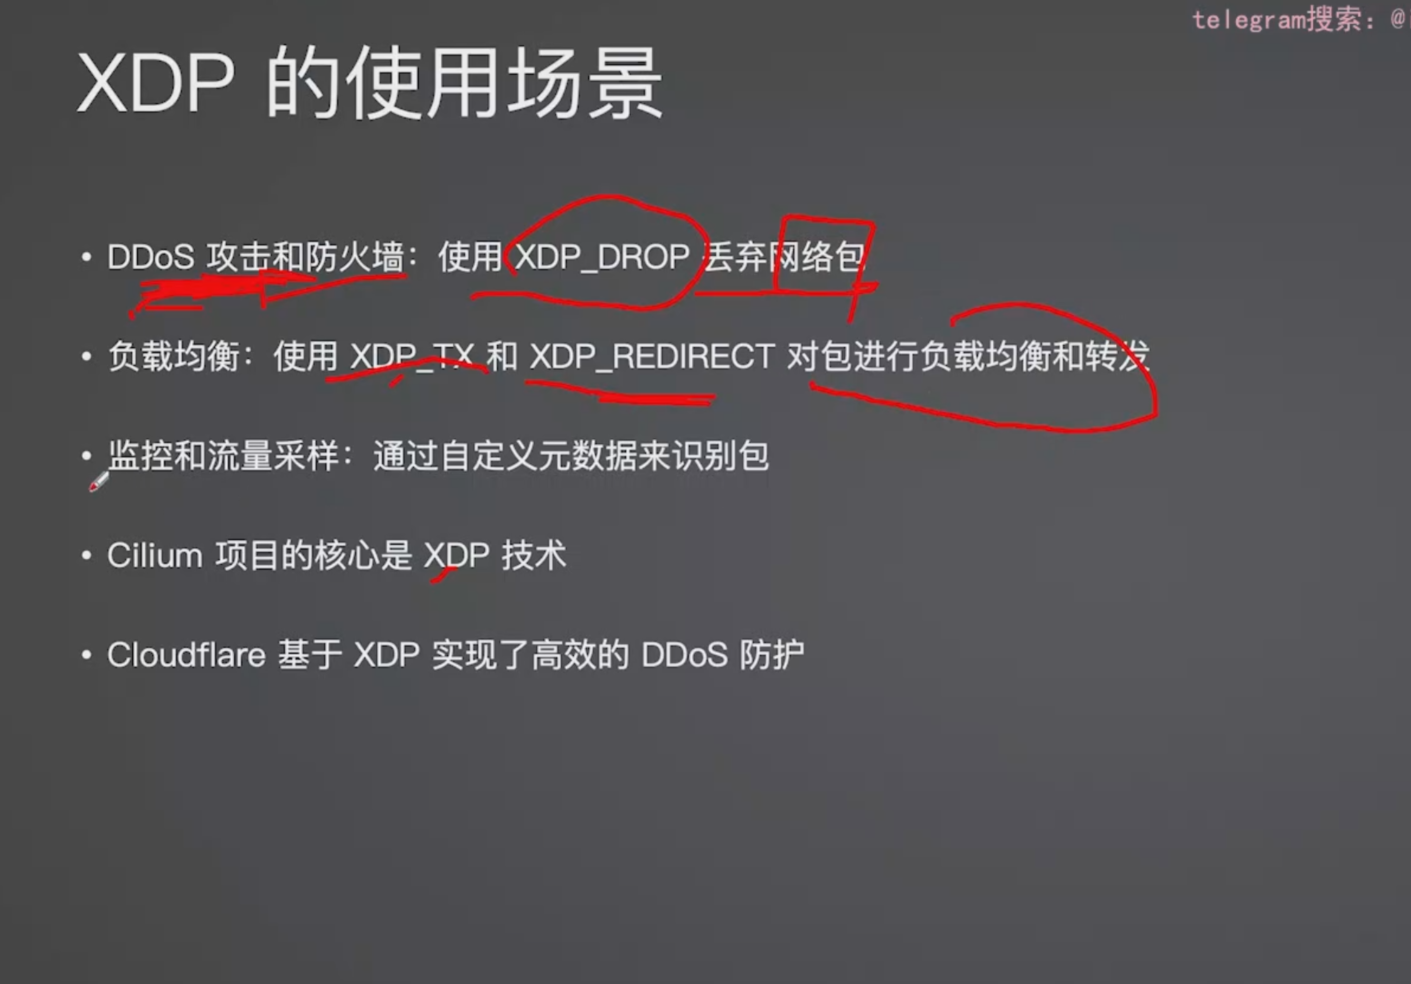 telegram搜索：@
XDP 的使用场景
• DDoS 攻击和防火墙：使用 XDP_DROP 丢弃网络包
• 负载均衡：使用 XDP_TX 和 XDP_REDIRECT 对包进行负载均衡和转发
• 监控和流量采样：通过自定义元数据来识别包
• Cilium 项目的核心是 XDP 技术
• Cloudflare 基于 XDP 实现了高效的 DDoS 防护